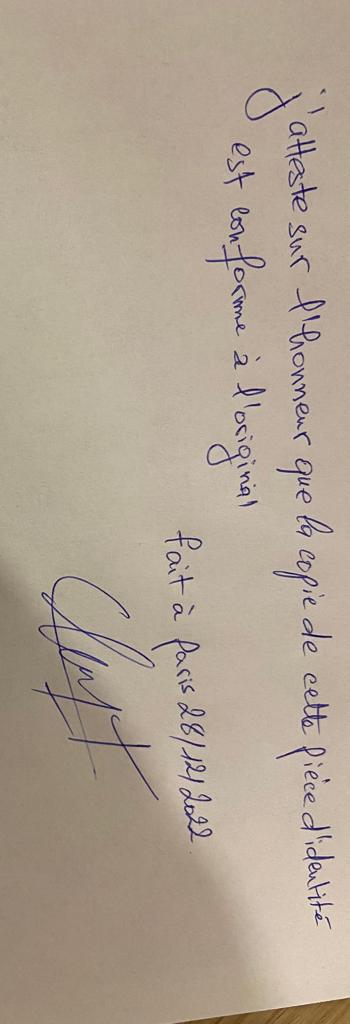 j'atteste sur l'honneur que la copie de cette pièce d'identité
est conforme à l'original
fait à paris 28/12/2022